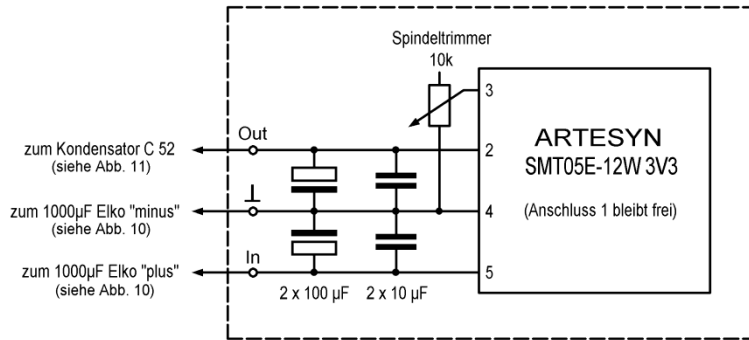 Spindeltrimmer
10k
3
ARTESYN
SMT05E-12W 3V3
(Anschluss 1 bleibt frei)
Out
2
zum Kondensator C 52
(siehe Abb. 11)
⊥
4
zum 1000µF Elko "minus"
(siehe Abb. 10)
In
5
zum 1000µF Elko "plus"
(siehe Abb. 10)
2 x 100 µF
2 x 10 µF